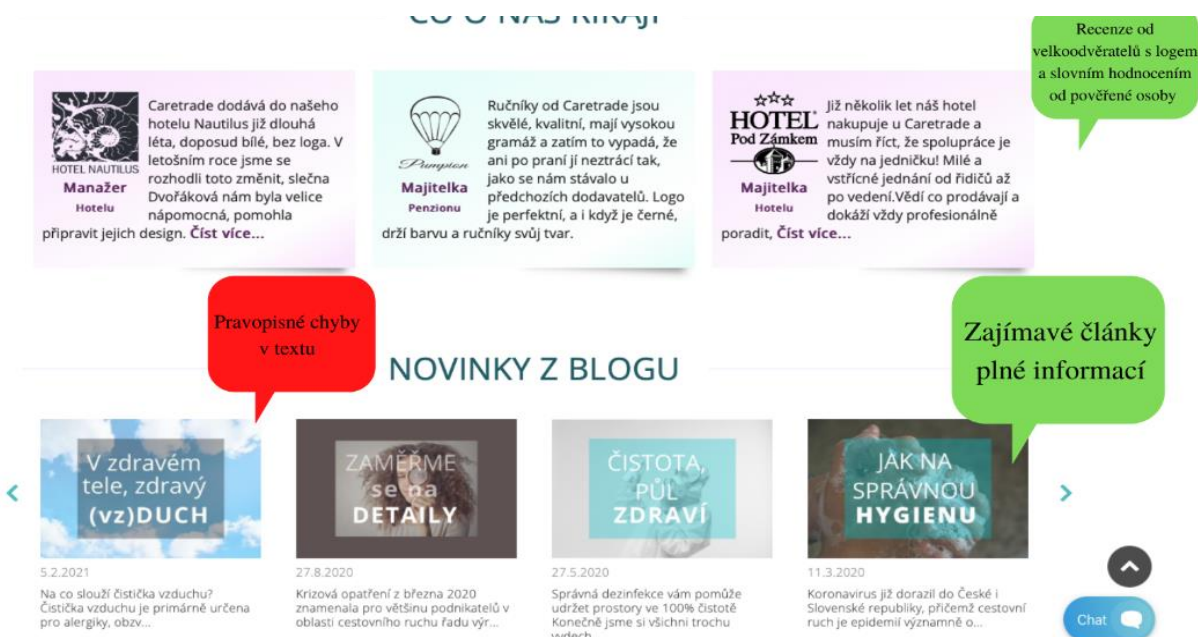 CO O NÁS ŘÍKAJÍ
Recenze od
velkoodvěratelů s logem
a slovním hodnocením
od pověřené osoby
HOTEL NAUTILUS
Manažer
Hotelu
Caretrade dodává do našeho
hotelu Nautilus již dlouhá
léta, doposud bílé, bez loga. V
letošním roce jsme se
rozhodli toto změnit, slečna
Dvořáková nám byla velice
nápomocná, pomohla
připravit jejich design. Číst více...
Pumpion
Majitelka
Penzionu
Ručníky od Caretrade jsou
skvělé, kvalitní, mají vysokou
gramáž a zatím to vypadá, že
ani po praní jí neztrácí tak,
jako se nám stávalo u
předchozích dodavatelů. Logo
je perfektní, a i když je černé,
drží barvu a ručníky svůj tvar.
HOTEL
Pod Zámkem
Majitelka
Hotelu
Již několik let náš hotel
nakupuje u Caretrade a
musím říct, že spolupráce je
vždy na jedničku! Milé a
vstřícné jednání od řidičů až
po vedení.Vědí co prodávají a
dokáží vždy profesionálně
poradit, Číst více...
Pravopisné chyby
v textu
Zajímavé články
plné informací
NOVINKY Z BLOGU
V zdravém
tele, zdravý
(vz)DUCH
5.2.2021
Na co slouží čistička vzduchu?
Čistička vzduchu je primárně určena
pro alergiky, obzv...
ZAMĚŘME
se na
DETAILY
27.8.2020
Krizová opatření z března 2020
znamenala pro většinu podnikatelů v
oblasti cestovního ruchu řadu výr...
ČISTOTA,
PŮL
ZDRAVÍ
27.5.2020
Správná dezinfekce vám pomůže
udržet prostory ve 100% čistotě
Konečně jsme si všichni trochu
vydech...
JAK NA
SPRÁVNOU
HYGIENU
11.3.2020
Koronavirus již dorazil do České i
Slovenské republiky, přičemž cestovní
ruch je epidemií významně o...
Chat